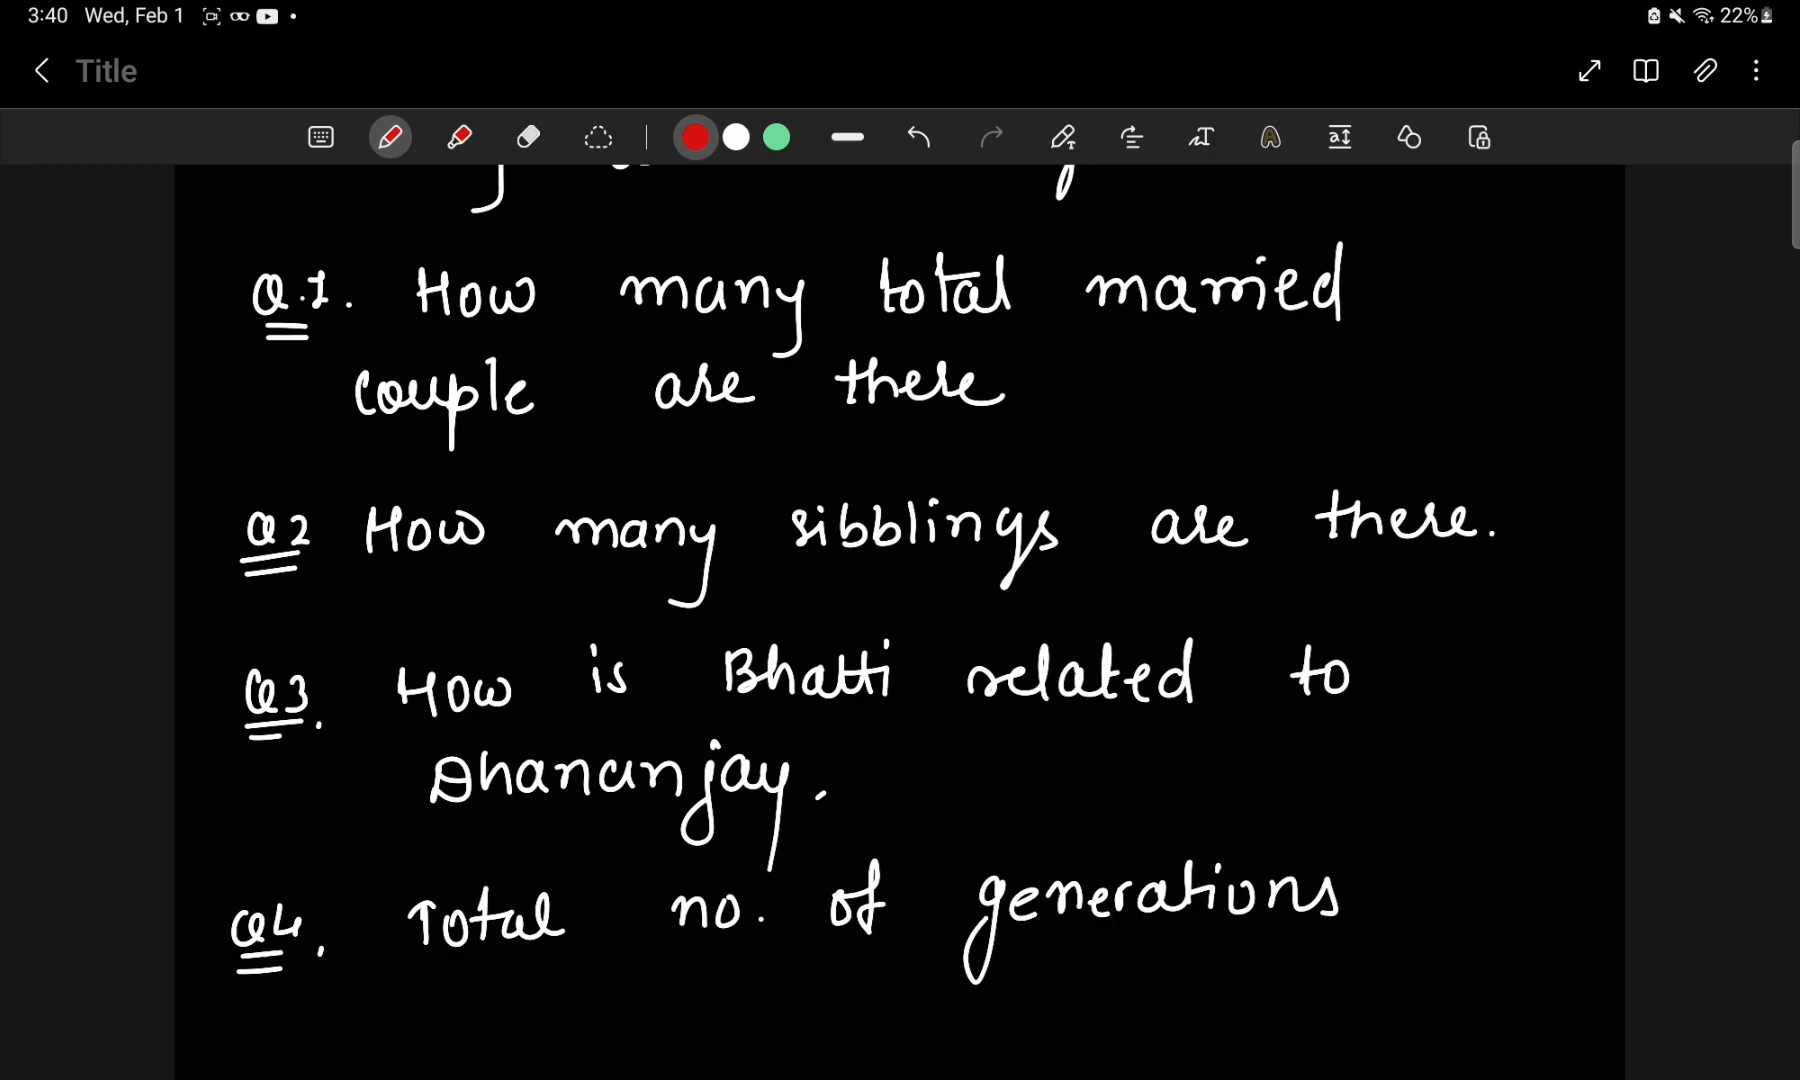 3:40 Wed, Feb 1 22%
Title
Q.1. How many total married
couple are there
Q2 How many sibblings are there.
Q3. How is Bhatti related to
Dhananjay.
Q4. Total no. of generations